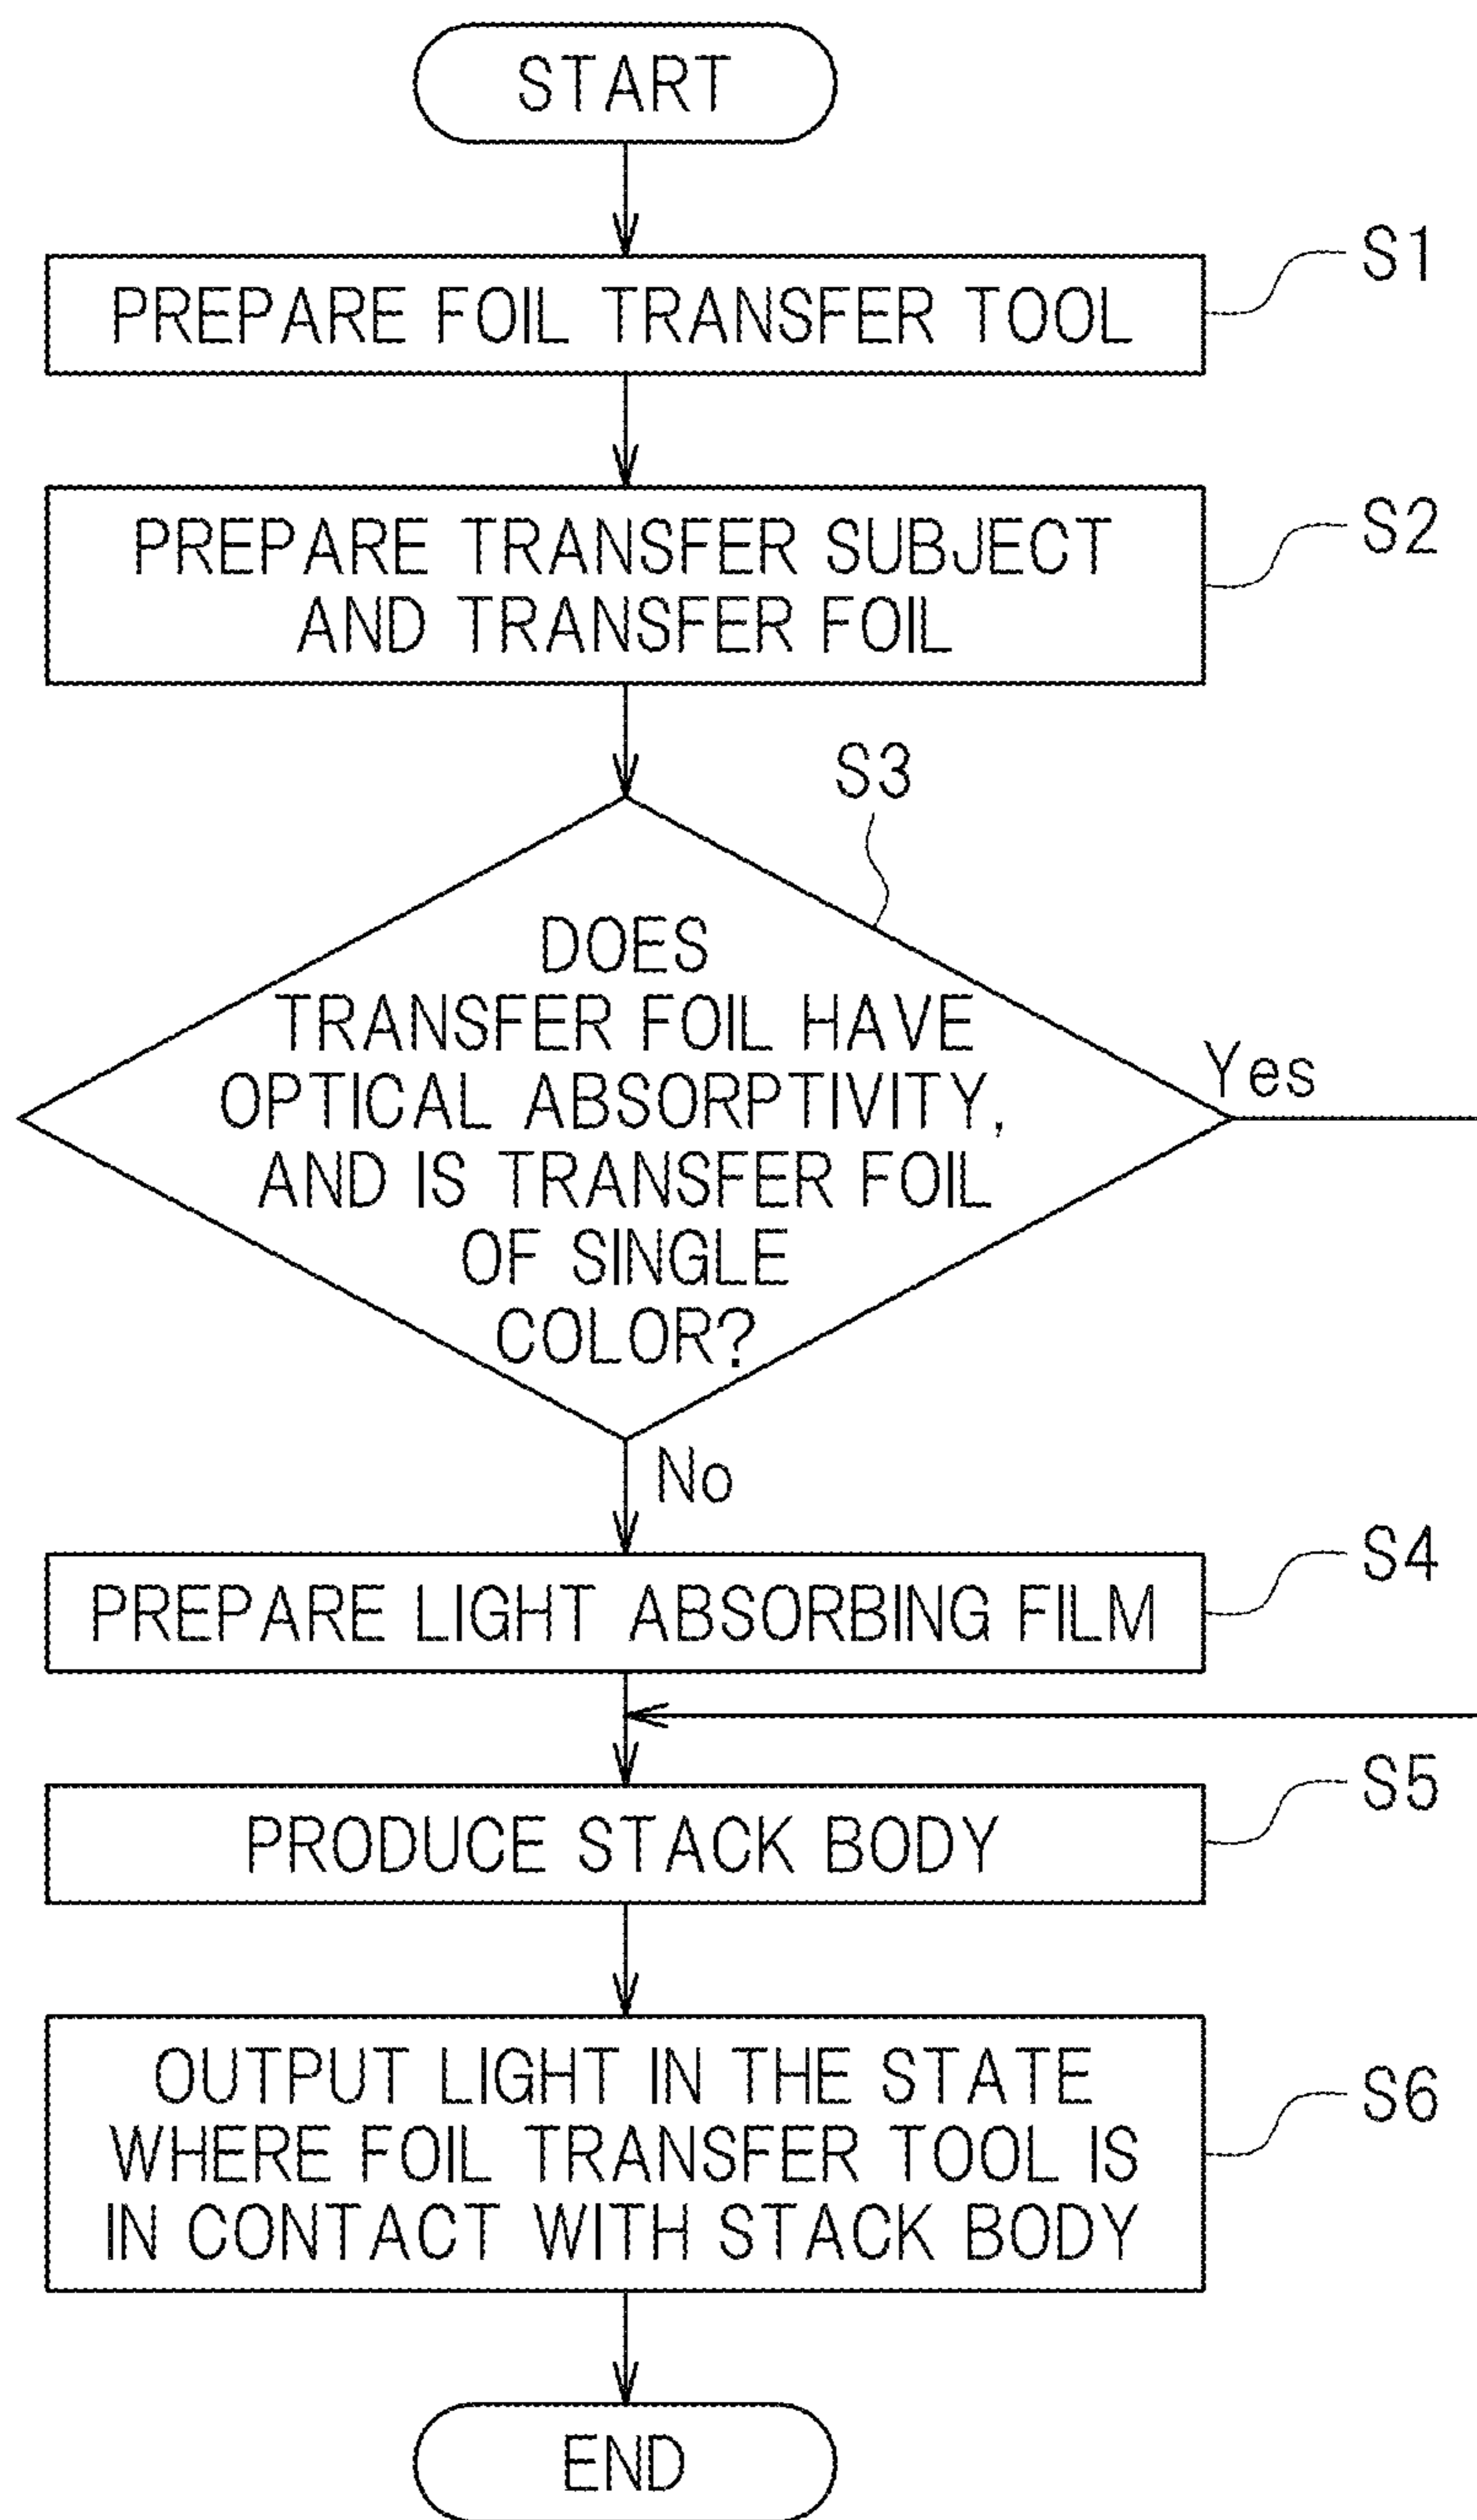 START
S1
PREPARE FOIL TRANSFER TOOL
S2
PREPARE TRANSFER SUBJECT
AND TRANSFER FOIL
S3
DOES
TRANSFER FOIL HAVE
OPTICAL ABSORPTIVITY,
AND IS TRANSFER FOIL
OF SINGLE
COLOR?
Yes
No
S4
PREPARE LIGHT ABSORBING FILM
S5
PRODUCE STACK BODY
S6
OUTPUT LIGHT IN THE STATE
WHERE FOIL TRANSFER TOOL IS
IN CONTACT WITH STACK BODY
END